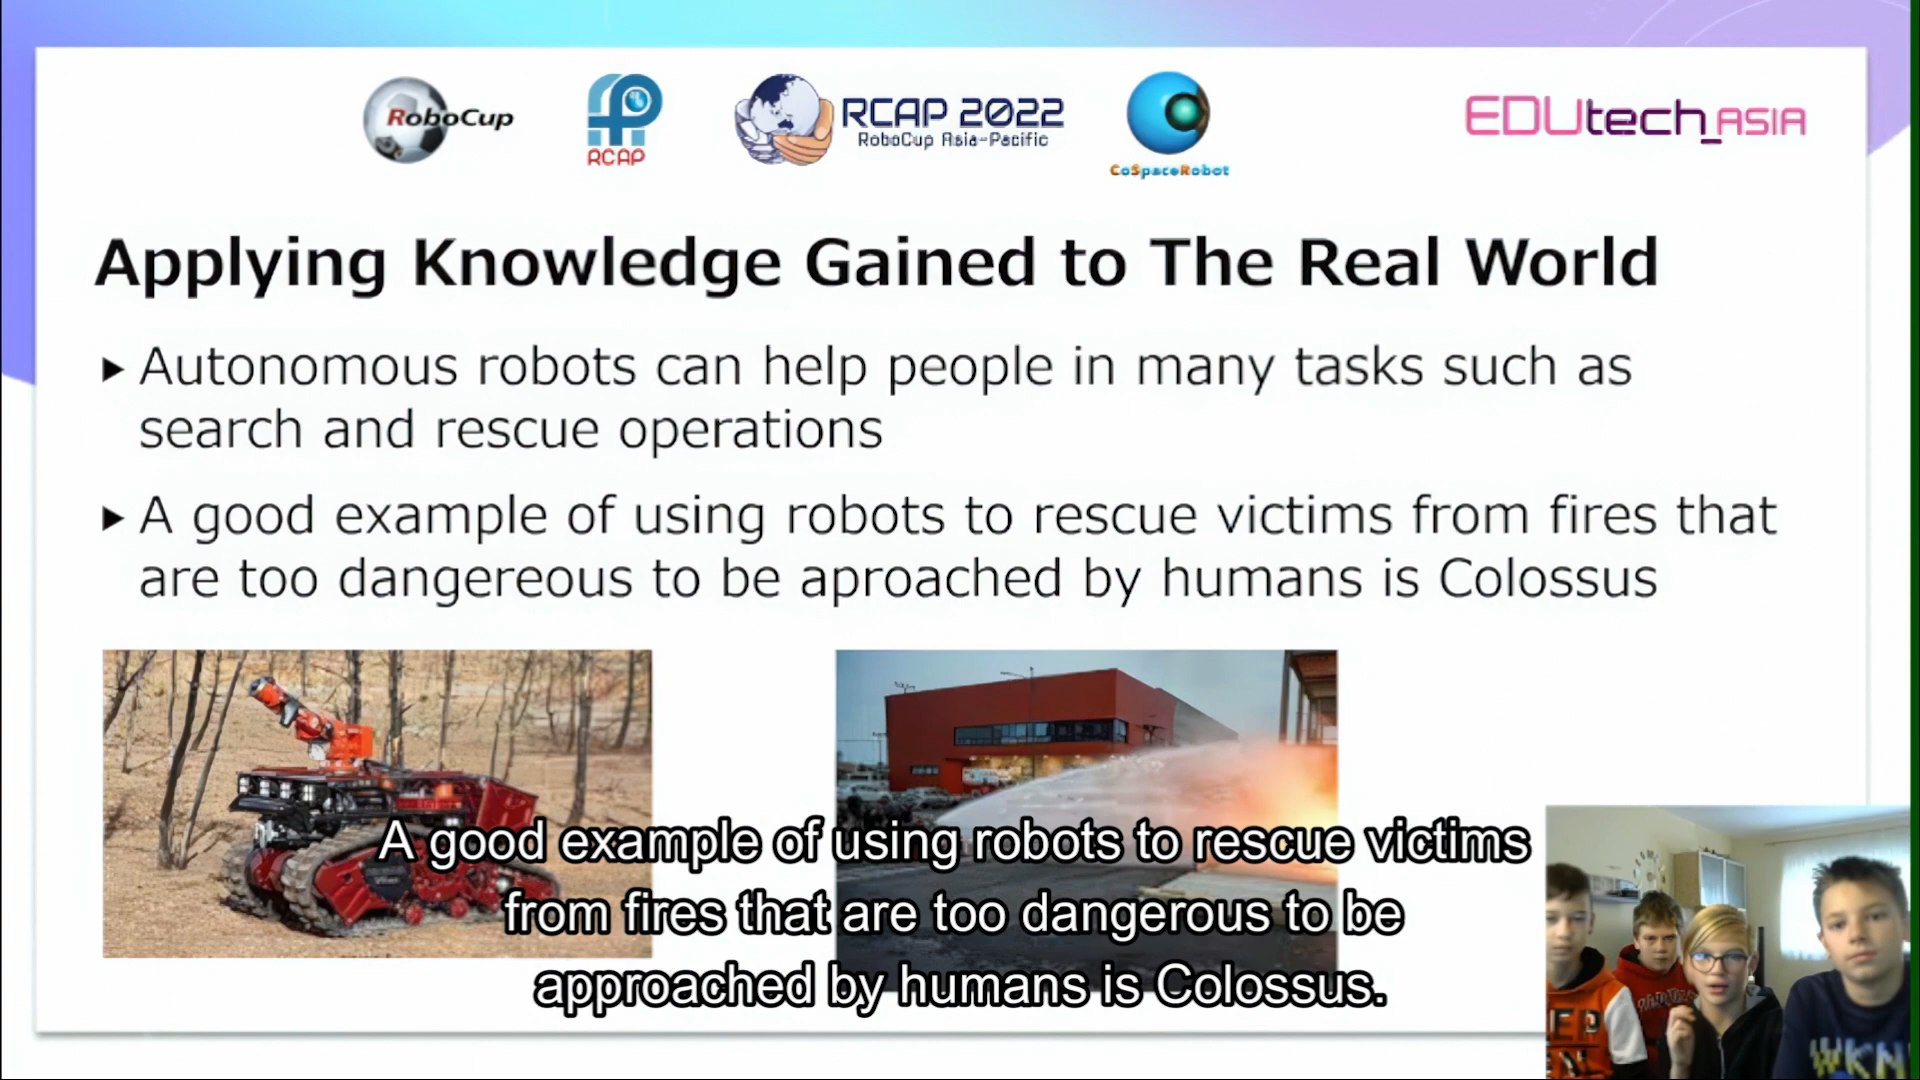 RoboCup
RCAP
RCAP 2022
RoboCup Asia-Pacific
CoSpaceRobot
EDUtech_ASIA
Applying Knowledge Gained to The Real World
Autonomous robots can help people in many tasks such as
search and rescue operations
A good example of using robots to rescue victims from fires that
are too dangereous to be aproached by humans is Colossus
A good example of using robots to rescue victims
from fires that are too dangerous to be
approached by humans is Colossus.